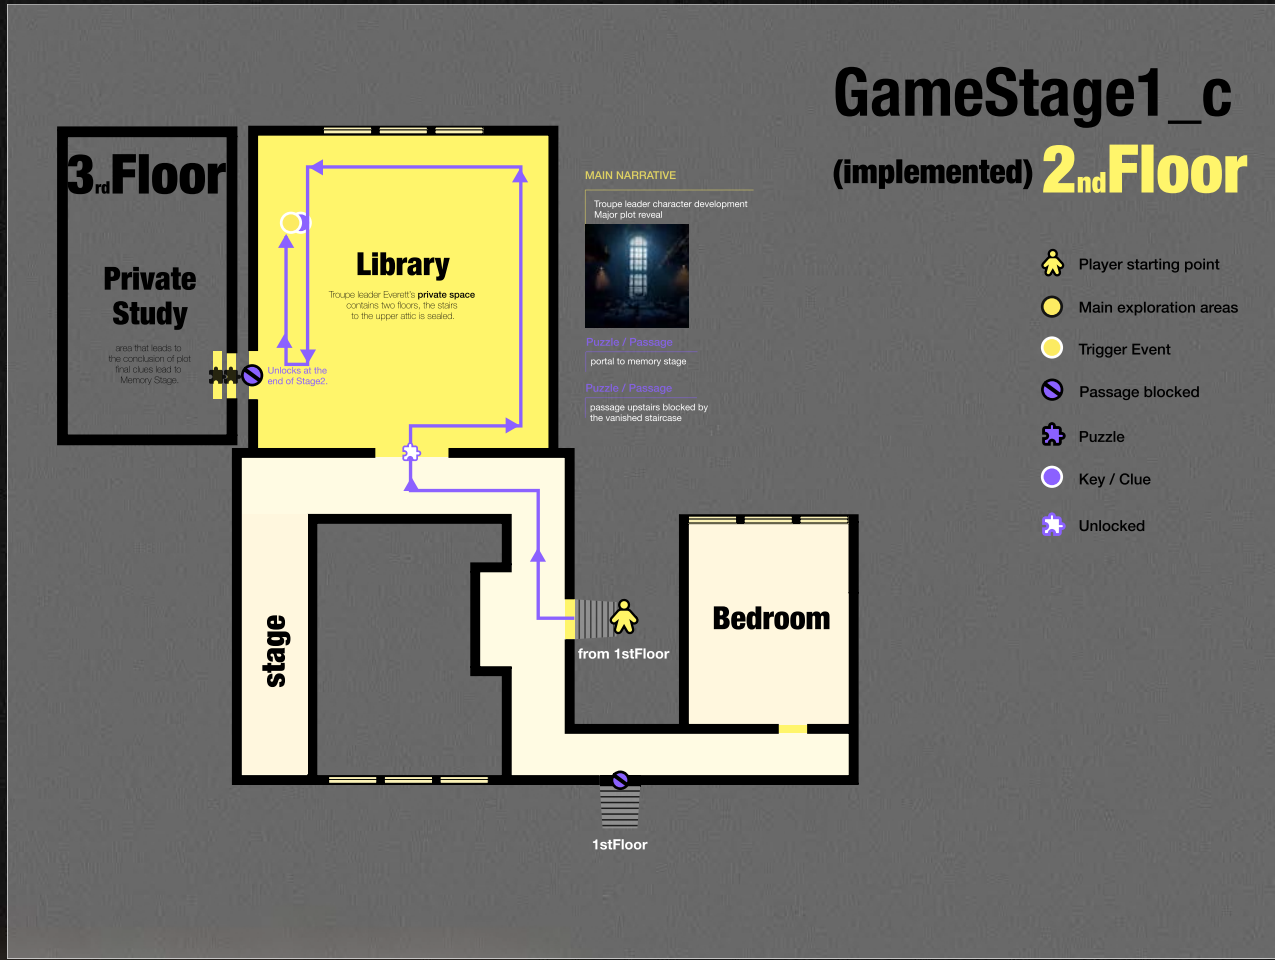 GameStage1_c
(implemented) 2ndFloor
3rdFloor
Private
Study
area that leads to
the conclusion of plot
final clues lead to
Memory Stage.
Library
Troupe leader Everett's private space
contains two floors, the stairs
to the upper attic is sealed.
Unlocks at the
end of Stage2.
MAIN NARRATIVE
Troupe leader character development
Major plot reveal
Puzzle / Passage
portal to memory stage
Puzzle / Passage
passage upstairs blocked by
the vanished staircase
Player starting point
Main exploration areas
Trigger Event
Passage blocked
Puzzle
Key / Clue
Unlocked
stage
from 1stFloor
Bedroom
1stFloor